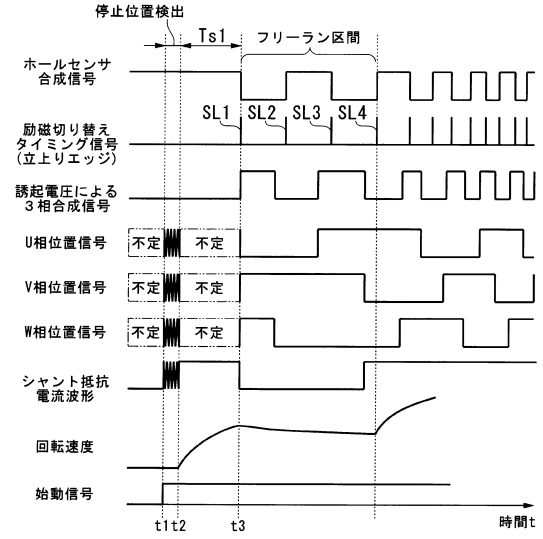 停止位置検出
Ts1
フリーラン区間
ホールセンサ
合成信号
SL1
SL2
SL3
SL4
励磁切り替え
タイミング信号
(立上りエッジ)
誘起電圧による
3相合成信号
U相位置信号
不定
不定
V相位置信号
不定
不定
W相位置信号
不定
不定
シャント抵抗
電流波形
回転速度
始動信号
t1
t2
t3
時間t